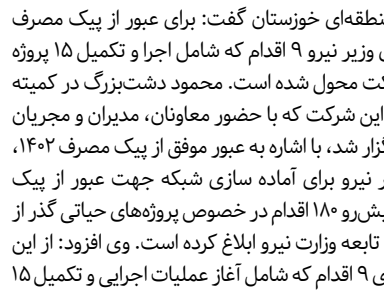 منطقه‌ای خوزستان گفت: برای عبور از پیک مصرف
وزیر نیرو ۹ اقدام که شامل اجرا و تکمیل ۱۵ پروژه
محول شده است. محمود دشت‌بزرگ در کمیته
این شرکت که با حضور معاونان، مدیران و مجریان
شد، با اشاره به عبور موفق از پیک مصرف ۱۴۰۲،
نیرو برای آماده سازی شبکه جهت عبور از پیک
۱۸۰ اقدام در خصوص پروژه‌های حیاتی گذر از
تابعه وزارت نیرو ابلاغ کرده است. وی افزود: از این
۹ اقدام که شامل آغاز عملیات اجرایی و تکمیل ۱۵